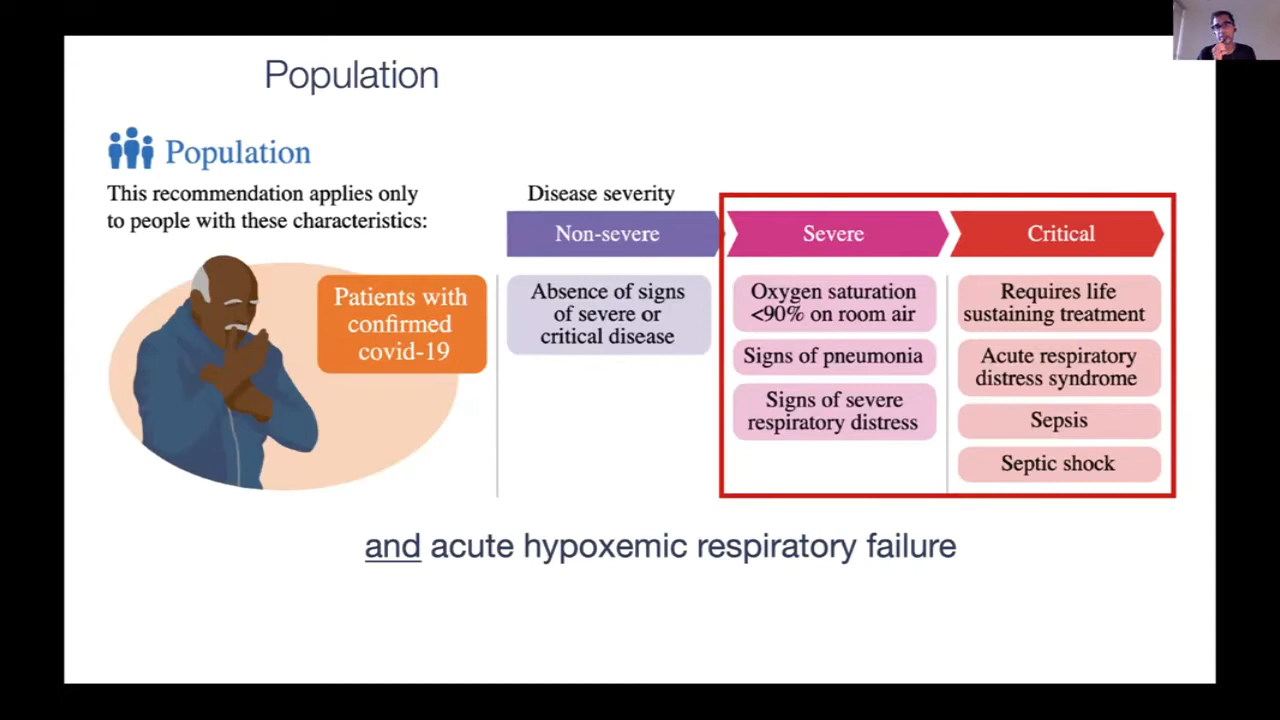 Population
Population
This recommendation applies only
to people with these characteristics:
Patients with
confirmed
covid-19
Disease severity
Non-severe
Absence of signs
of severe or
critical disease
Severe
Oxygen saturation
<90% on room air
Signs of pneumonia
Signs of severe
respiratory distress
Critical
Requires life
sustaining treatment
Acute respiratory
distress syndrome
Sepsis
Septic shock
and acute hypoxemic respiratory failure